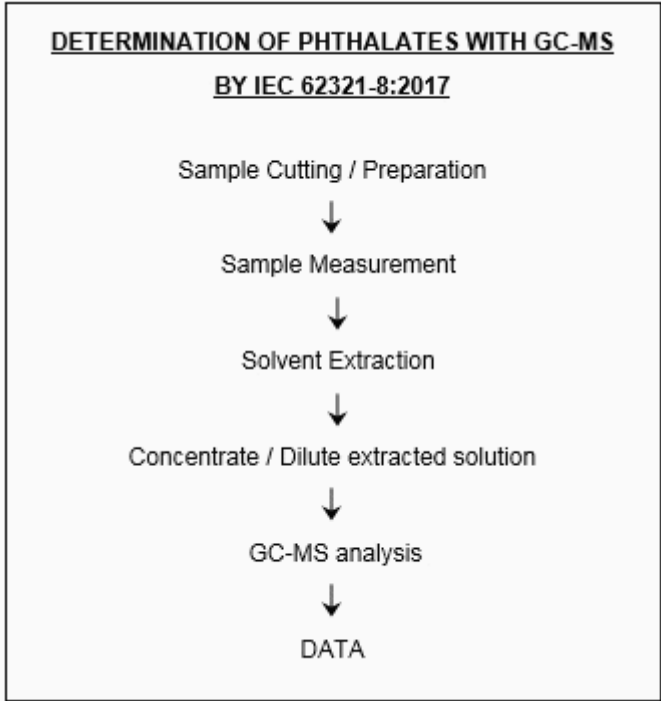 DETERMINATION OF PHTHALATES WITH GC-MS
BY IEC 62321-8:2017
Sample Cutting / Preparation
Sample Measurement
Solvent Extraction
Concentrate / Dilute extracted solution
GC-MS analysis
DATA